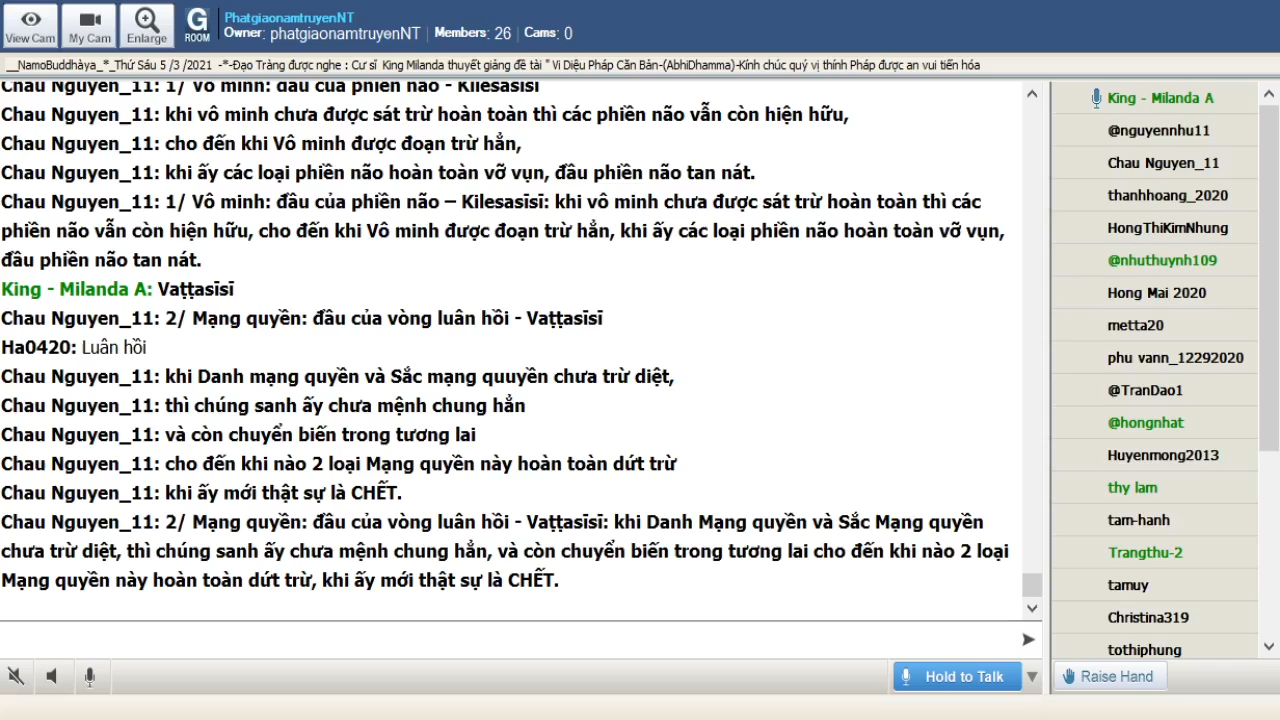 PhatgiaonamtruyenNT
Owner: phatgiaonamtruyenNT | Members: 26 | Cams: 0
View Cam
My Cam
Enlarge
G ROOM
__NamoBuddhàya_*_Thứ Sáu 5 /3 /2021 -*-Đạo Tràng được nghe : Cư sĩ King Milanda thuyết giảng đề tài " Vi Diệu Pháp Căn Bản-(AbhiDhamma)-Kính chúc quý vị thính Pháp được an vui tiến hóa
Chau Nguyen_11: 1/ Vô minh: đầu của phiền não - Kilesasīsī
Chau Nguyen_11: khi vô minh chưa được sát trừ hoàn toàn thì các phiền não vẫn còn hiện hữu,
Chau Nguyen_11: cho đến khi Vô minh được đoạn trừ hẳn,
Chau Nguyen_11: khi ấy các loại phiền não hoàn toàn vỡ vụn, đầu phiền não tan nát.
Chau Nguyen_11: 1/ Vô minh: đầu của phiền não – Kilesasīsī: khi vô minh chưa được sát trừ hoàn toàn thì các
phiền não vẫn còn hiện hữu, cho đến khi Vô minh được đoạn trừ hẳn, khi ấy các loại phiền não hoàn toàn vỡ vụn,
đầu phiền não tan nát.
King - Milanda A: Vaṭṭasīsī
Chau Nguyen_11: 2/ Mạng quyền: đầu của vòng luân hồi - Vaṭṭasīsī
Ha0420: Luân hồi
Chau Nguyen_11: khi Danh mạng quyền và Sắc mạng quuyền chưa trừ diệt,
Chau Nguyen_11: thì chúng sanh ấy chưa mệnh chung hẳn
Chau Nguyen_11: và còn chuyển biến trong tương lai
Chau Nguyen_11: cho đến khi nào 2 loại Mạng quyền này hoàn toàn dứt trừ
Chau Nguyen_11: khi ấy mới thật sự là CHẾT.
Chau Nguyen_11: 2/ Mạng quyền: đầu của vòng luân hồi - Vaṭṭasīsī: khi Danh Mạng quyền và Sắc Mạng quyền
chưa trừ diệt, thì chúng sanh ấy chưa mệnh chung hẳn, và còn chuyển biến trong tương lai cho đến khi nào 2 loại
Mạng quyền này hoàn toàn dứt trừ, khi ấy mới thật sự là CHẾT.
King - Milanda A
@nguyennhu11
Chau Nguyen_11
thanhhoang_2020
HongThiKimNhung
@nhuthuynh109
Hong Mai 2020
metta20
phu vann_12292020
@TranDao1
@hongnhat
Huyenmong2013
thy lam
tam-hanh
Trangthu-2
tamuy
Christina319
tothiphung
Hold to Talk
Raise Hand